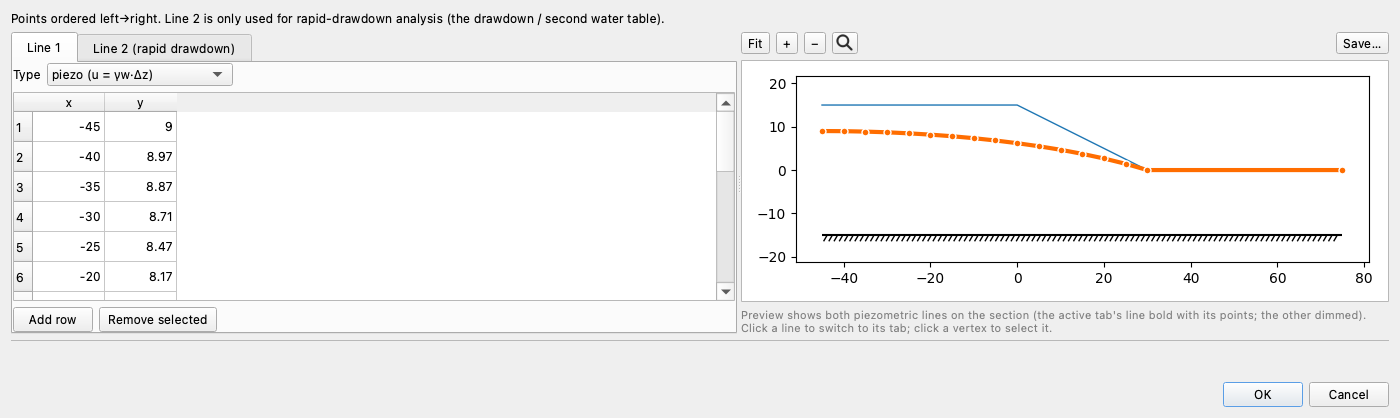 Points ordered left→right. Line 2 is only used for rapid-drawdown analysis (the drawdown / second water table).
Line 1
Line 2 (rapid drawdown)
Type
piezo (u = γw·Δz)
x y
1 -45 9
2 -40 8.97
3 -35 8.87
4 -30 8.71
5 -25 8.47
6 -20 8.17
Add row
Remove selected
Fit
+
−
Save...
20
10
0
−10
−20
−40 −20 0 20 40 60 80
Preview shows both piezometric lines on the section (the active tab's line bold with its points; the other dimmed).
Click a line to switch to its tab; click a vertex to select it.
OK
Cancel